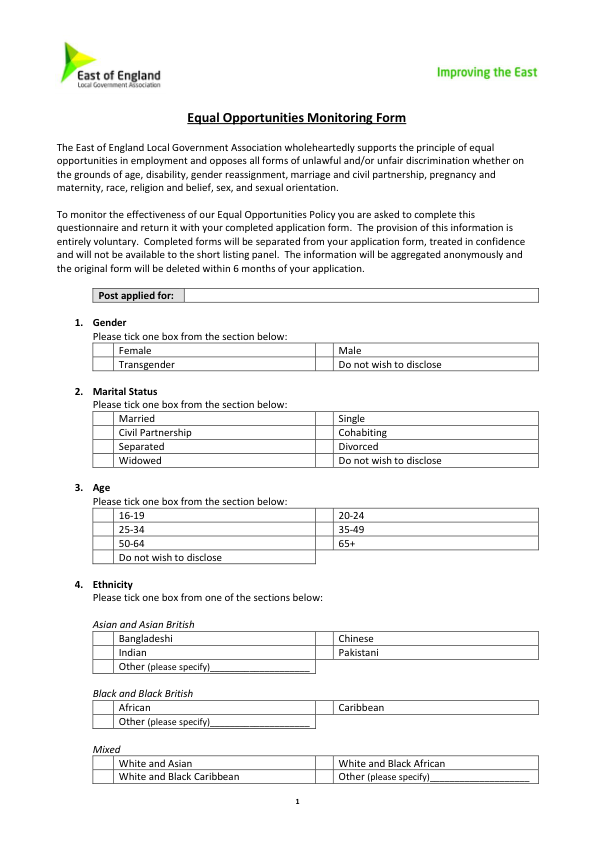 East of England
Local Government Association
Improving the East
Equal Opportunities Monitoring Form
The East of England Local Government Association wholeheartedly supports the principle of equal
opportunities in employment and opposes all forms of unlawful and/or unfair discrimination whether on
the grounds of age, disability, gender reassignment, marriage and civil partnership, pregnancy and
maternity, race, religion and belief, sex, and sexual orientation.
To monitor the effectiveness of our Equal Opportunities Policy you are asked to complete this
questionnaire and return it with your completed application form.  The provision of this information is
entirely voluntary.  Completed forms will be separated from your application form, treated in confidence
and will not be available to the short listing panel.  The information will be aggregated anonymously and
the original form will be deleted within 6 months of your application.
Post applied for:
1. Gender
Please tick one box from the section below:
Female Male
Transgender Do not wish to disclose
2. Marital Status
Please tick one box from the section below:
Married Single
Civil Partnership Cohabiting
Separated Divorced
Widowed Do not wish to disclose
3. Age
Please tick one box from the section below:
16-19 20-24
25-34 35-49
50-64 65+
Do not wish to disclose
4. Ethnicity
Please tick one box from one of the sections below:
Asian and Asian British
Bangladeshi Chinese
Indian Pakistani
Other (please specify)____________________
Black and Black British
African Caribbean
Other (please specify)____________________
Mixed
White and Asian White and Black African
White and Black Caribbean Other (please specify)____________________
1